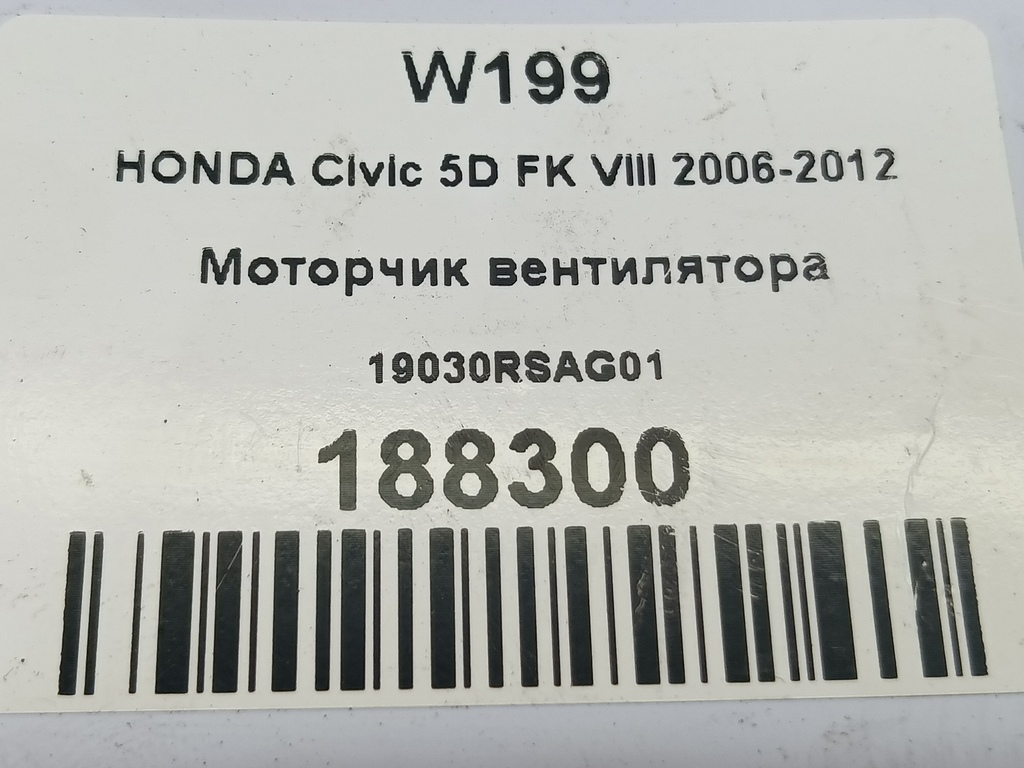 W199
HONDA Civic 5D FK VIII 2006-2012
Моторчик вентилятора
19030RSAG01
188300